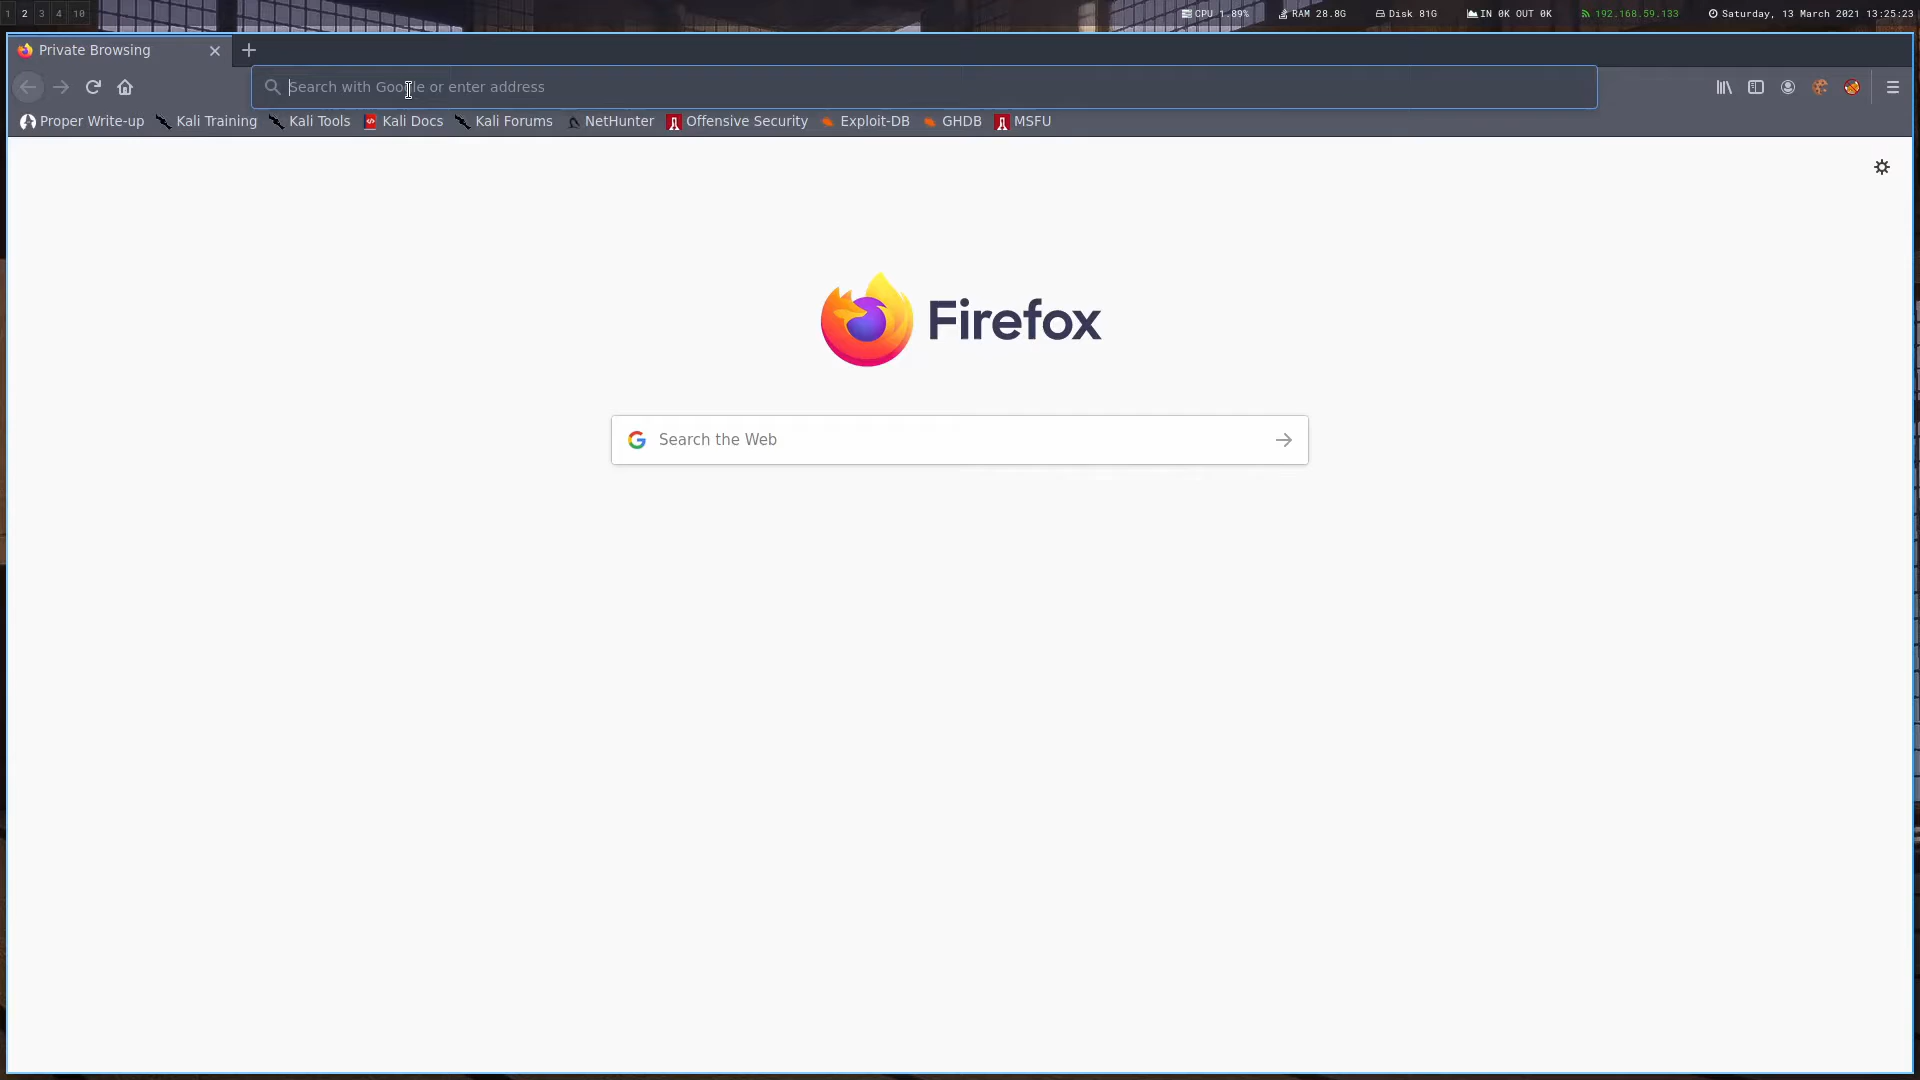 1 2 3 4 10 CPU 1.89% RAM 28.8G Disk 81G IN 0K OUT 0K 192.168.59.133 Saturday, 13 March 2021 13:25:23
Private Browsing
Search with Google or enter address
Proper Write-up Kali Training Kali Tools Kali Docs Kali Forums NetHunter Offensive Security Exploit-DB GHDB MSFU
Firefox
Search the Web